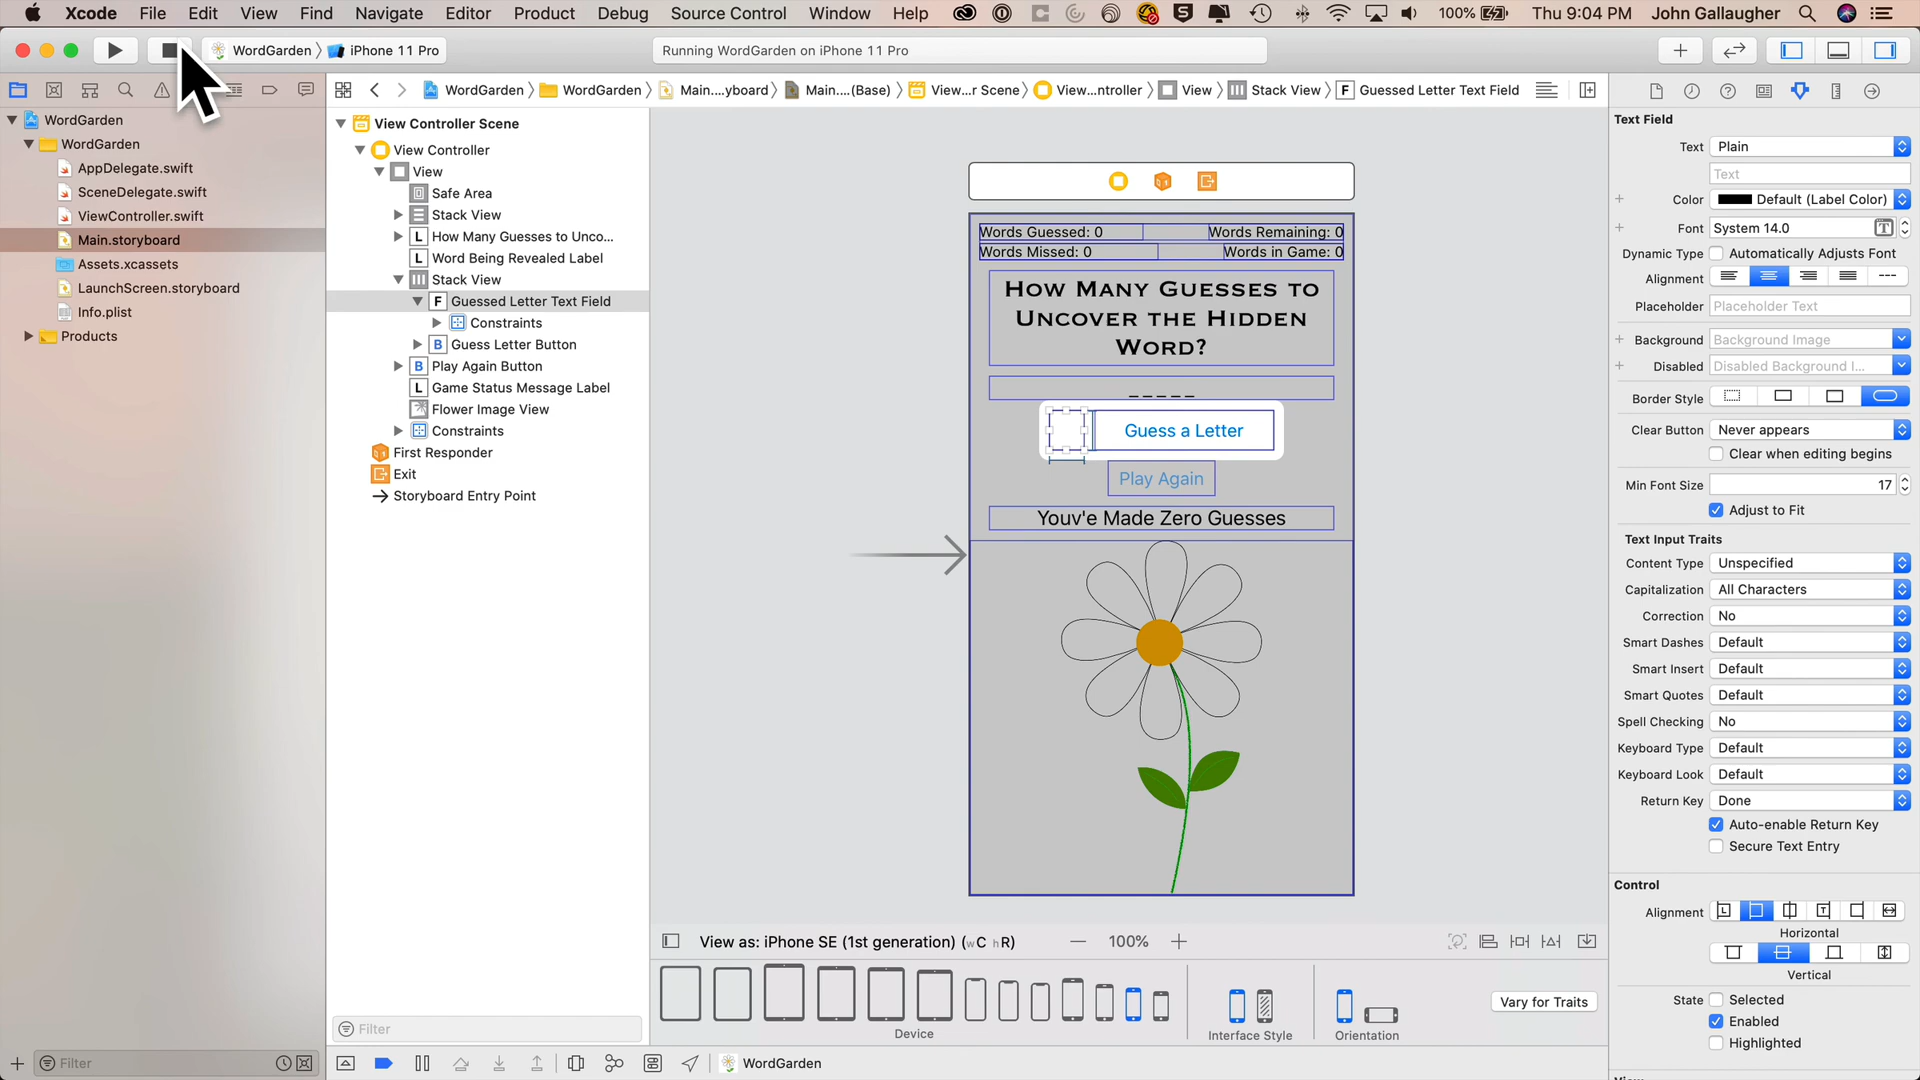 Xcode File Edit View Find Navigate Editor Product Debug Source Control Window Help 100% Thu 9:04 PM John Gallaugher
WordGarden iPhone 11 Pro Running WordGarden on iPhone 11 Pro
WordGarden WordGarden Main....yboard Main....(Base) View...r Scene View...ntroller View Stack View F Guessed Letter Text Field
WordGarden
WordGarden
AppDelegate.swift
SceneDelegate.swift
ViewController.swift
Main.storyboard
Assets.xcassets
LaunchScreen.storyboard
Info.plist
Products
Filter
View Controller Scene
View Controller
View
Safe Area
Stack View
L How Many Guesses to Unco...
L Word Being Revealed Label
Stack View
F Guessed Letter Text Field
Constraints
B Guess Letter Button
B Play Again Button
L Game Status Message Label
Flower Image View
Constraints
First Responder
Exit
Storyboard Entry Point
Filter
Words Guessed: 0 Words Remaining: 0
Words Missed: 0 Words in Game: 0
How Many Guesses to
Uncover the Hidden
Word?
_ _ _ _ _
Guess a Letter
Play Again
Youv'e Made Zero Guesses
View as: iPhone SE (1st generation) (wC hR) 100%
Device
Interface Style
Orientation
Vary for Traits
WordGarden
Text Field
Text Plain
Text
Color Default (Label Color)
Font System 14.0 T
Dynamic Type Automatically Adjusts Font
Alignment ---
Placeholder Placeholder Text
Background Background Image
Disabled Disabled Background I...
Border Style
Clear Button Never appears
Clear when editing begins
Min Font Size 17
Adjust to Fit
Text Input Traits
Content Type Unspecified
Capitalization All Characters
Correction No
Smart Dashes Default
Smart Insert Default
Smart Quotes Default
Spell Checking No
Keyboard Type Default
Keyboard Look Default
Return Key Done
Auto-enable Return Key
Secure Text Entry
Control
Alignment
Horizontal
Vertical
State Selected
Enabled
Highlighted